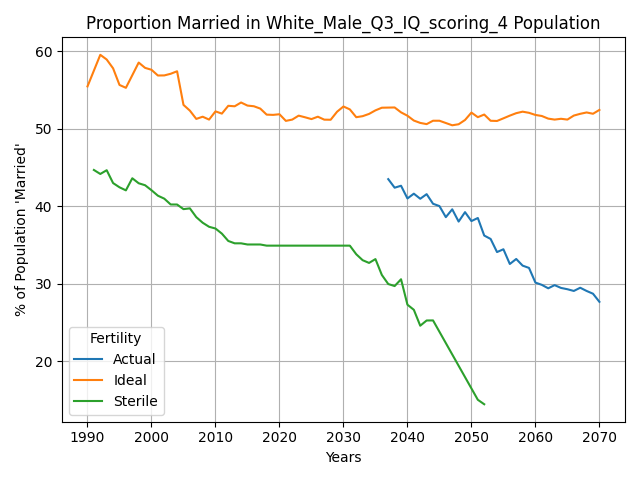 Proportion Married in White_Male_Q3_IQ_scoring_4 Population
% of Population 'Married'
60
50
40
30
20
Fertility
Actual
Ideal
Sterile
1990 2000 2010 2020 2030 2040 2050 2060 2070
Years